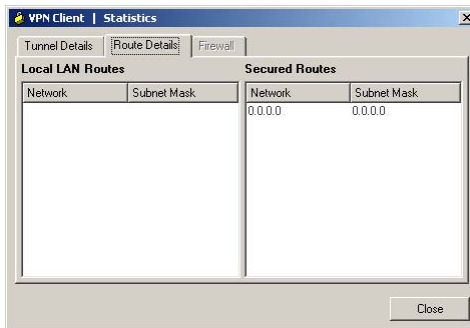 VPN Client | Statistics
Tunnel Details Route Details Firewall
Local LAN Routes Secured Routes
Network Subnet Mask Network Subnet Mask
0.0.0.0 0.0.0.0
Close